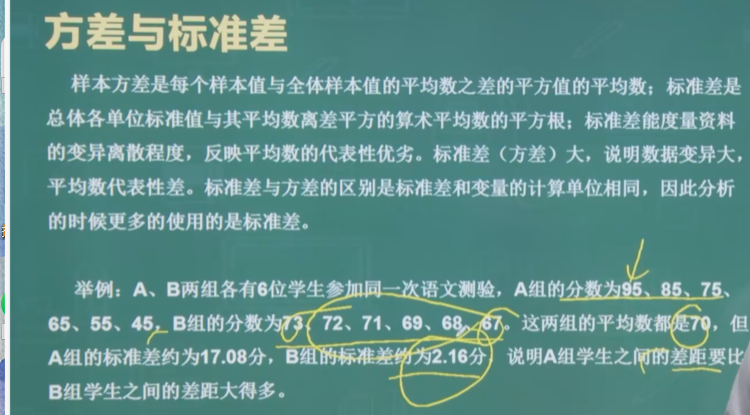 方差与标准差
样本方差是每个样本值与全体样本值的平均数之差的平方值的平均数；标准差是
总体各单位标准值与其平均数离差平方的算术平均数的平方根；标准差能度量资料
的变异离散程度，反映平均数的代表性优劣。标准差（方差）大，说明数据变异大，
平均数代表性差。标准差与方差的区别是标准差和变量的计算单位相同，因此分析
的时候更多的使用的是标准差。
举例：A、B两组各有6位学生参加同一次语文测验，A组的分数为95、85、75、
65、55、45，B组的分数为73、72、71、69、68、67。这两组的平均数都是70，但
A组的标准差约为17.08分，B组的标准差约为2.16分，说明A组学生之间的差距要比
B组学生之间的差距大得多。